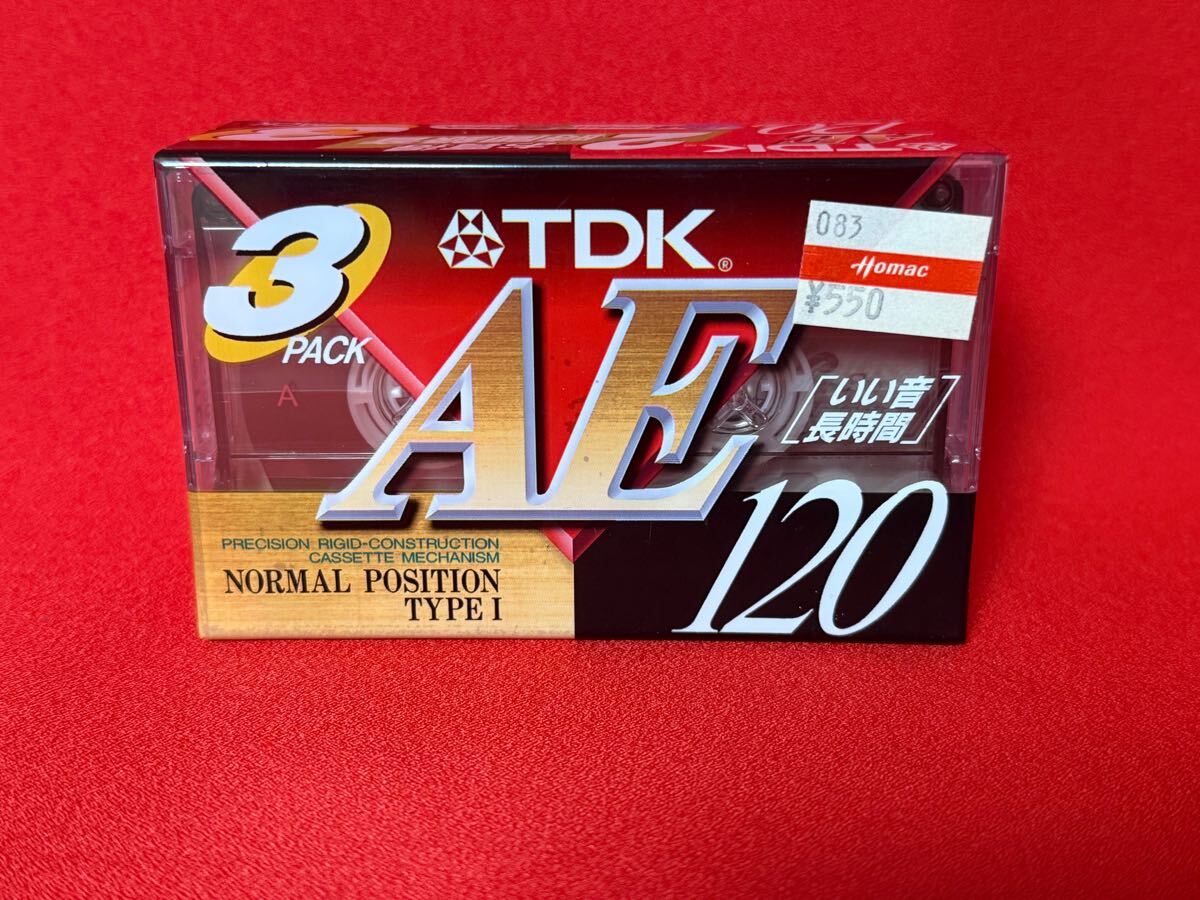 3
PACK
TDK®
083
Homac
¥550
A
AE
いい音
長時間
120
PRECISION RIGID-CONSTRUCTION
CASSETTE MECHANISM
NORMAL POSITION
TYPE I